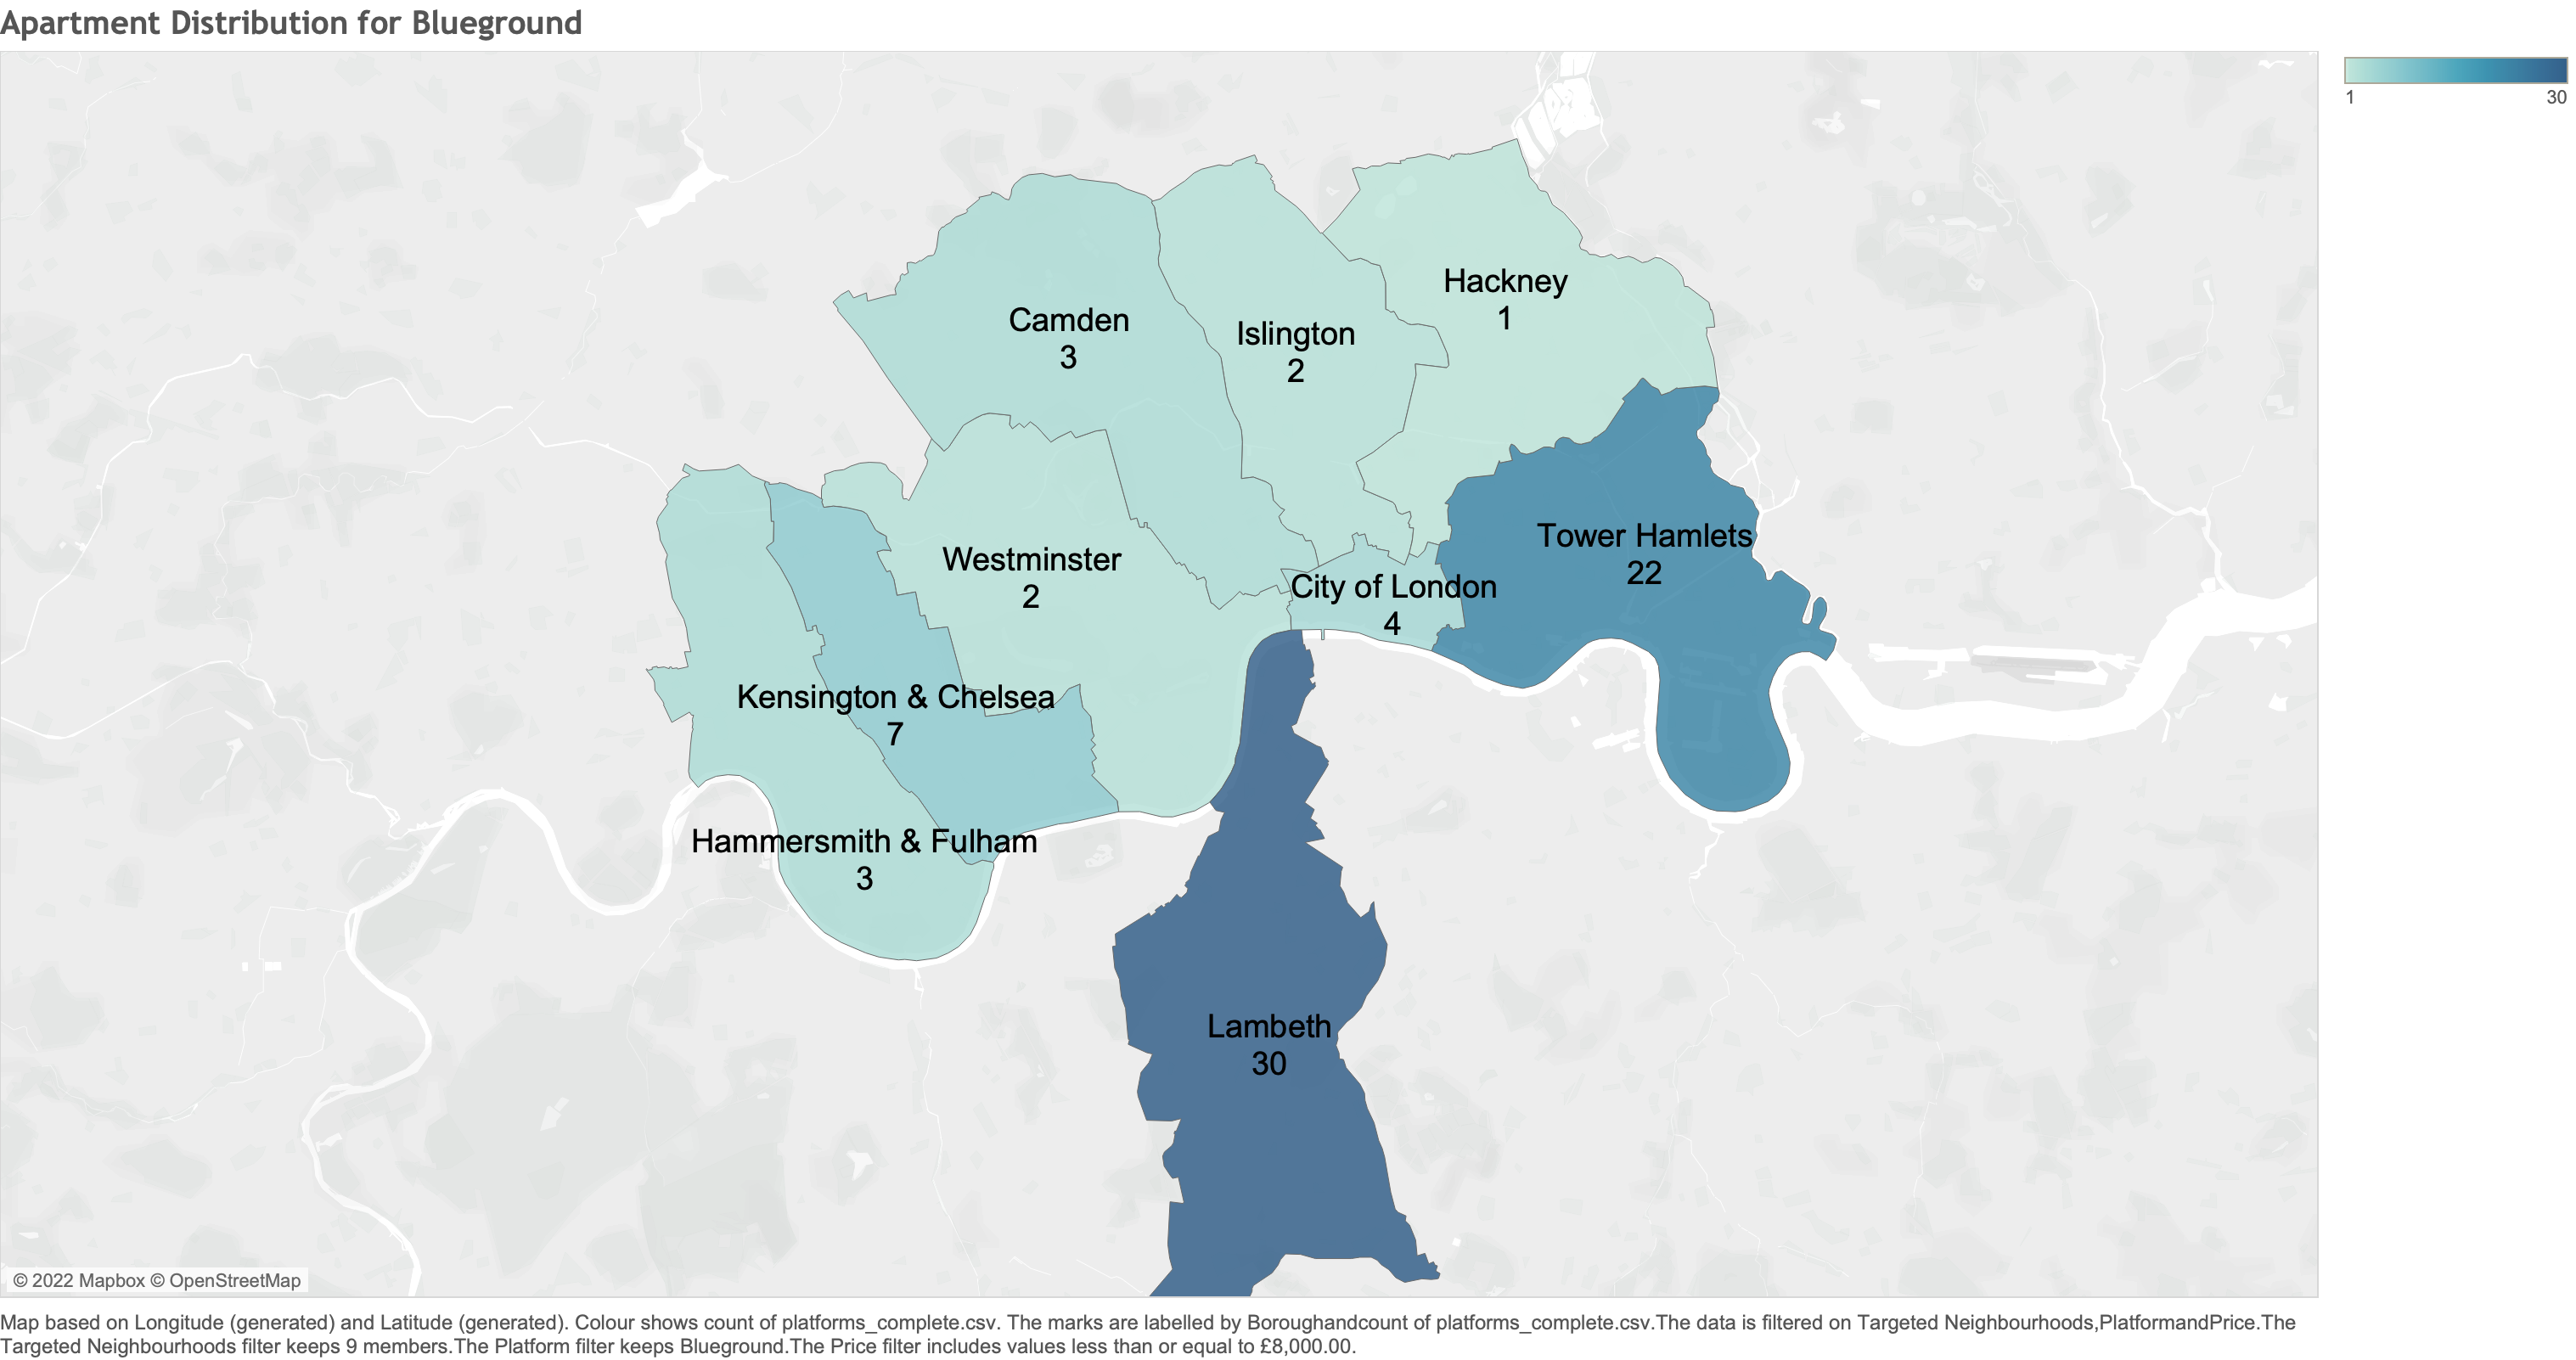 Apartment Distribution for Blueground
1 30
Hackney
1
Camden
3
Islington
2
Tower Hamlets
22
Westminster
2
City of London
4
Kensington & Chelsea
7
Hammersmith & Fulham
3
Lambeth
30
© 2022 Mapbox © OpenStreetMap
Map based on Longitude (generated) and Latitude (generated). Colour shows count of platforms_complete.csv. The marks are labelled by Boroughandcount of platforms_complete.csv.The data is filtered on Targeted Neighbourhoods,PlatformandPrice.The
Targeted Neighbourhoods filter keeps 9 members.The Platform filter keeps Blueground.The Price filter includes values less than or equal to £8,000.00.